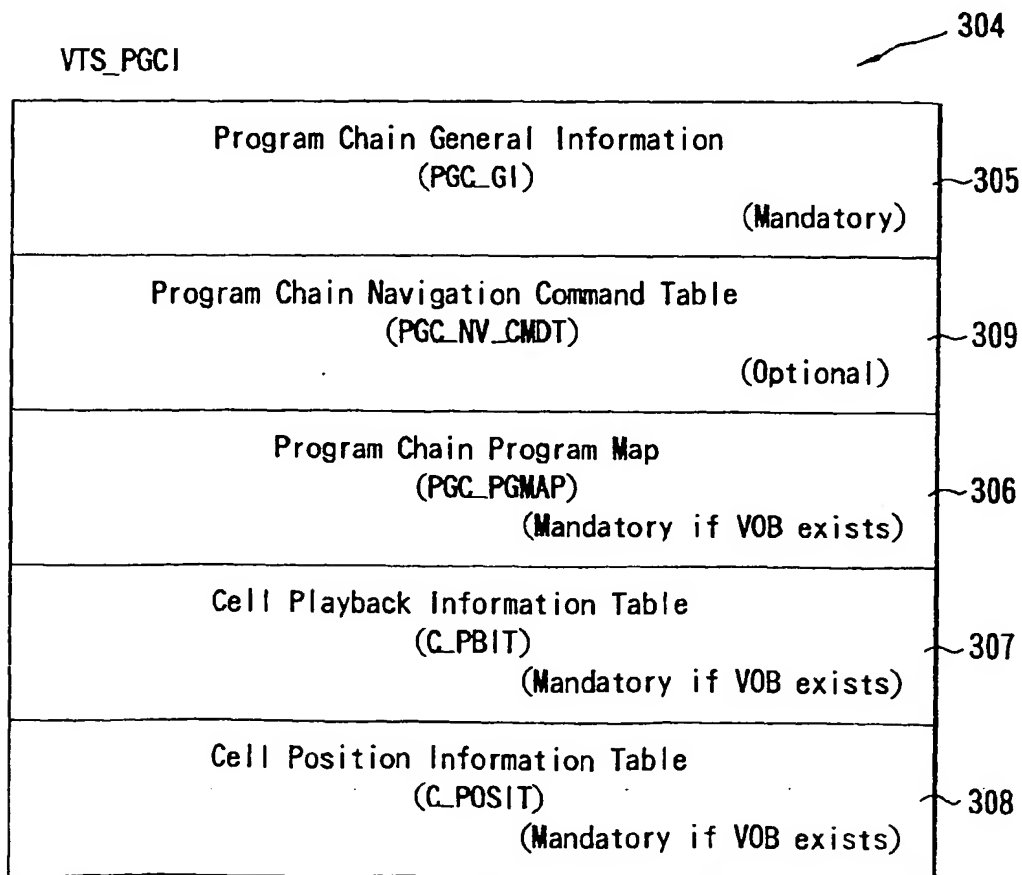 304
VTS_PGCI
Program Chain General Information
(PGC_GI)
305
(Mandatory)
Program Chain Navigation Command Table
(PGC_NV_CMDT)
309
(Optional)
Program Chain Program Map
(PGC_PGMAP)
306
(Mandatory if VOB exists)
Cell Playback Information Table
(C_PBIT)
307
(Mandatory if VOB exists)
Cell Position Information Table
(C_POSIT)
308
(Mandatory if VOB exists)